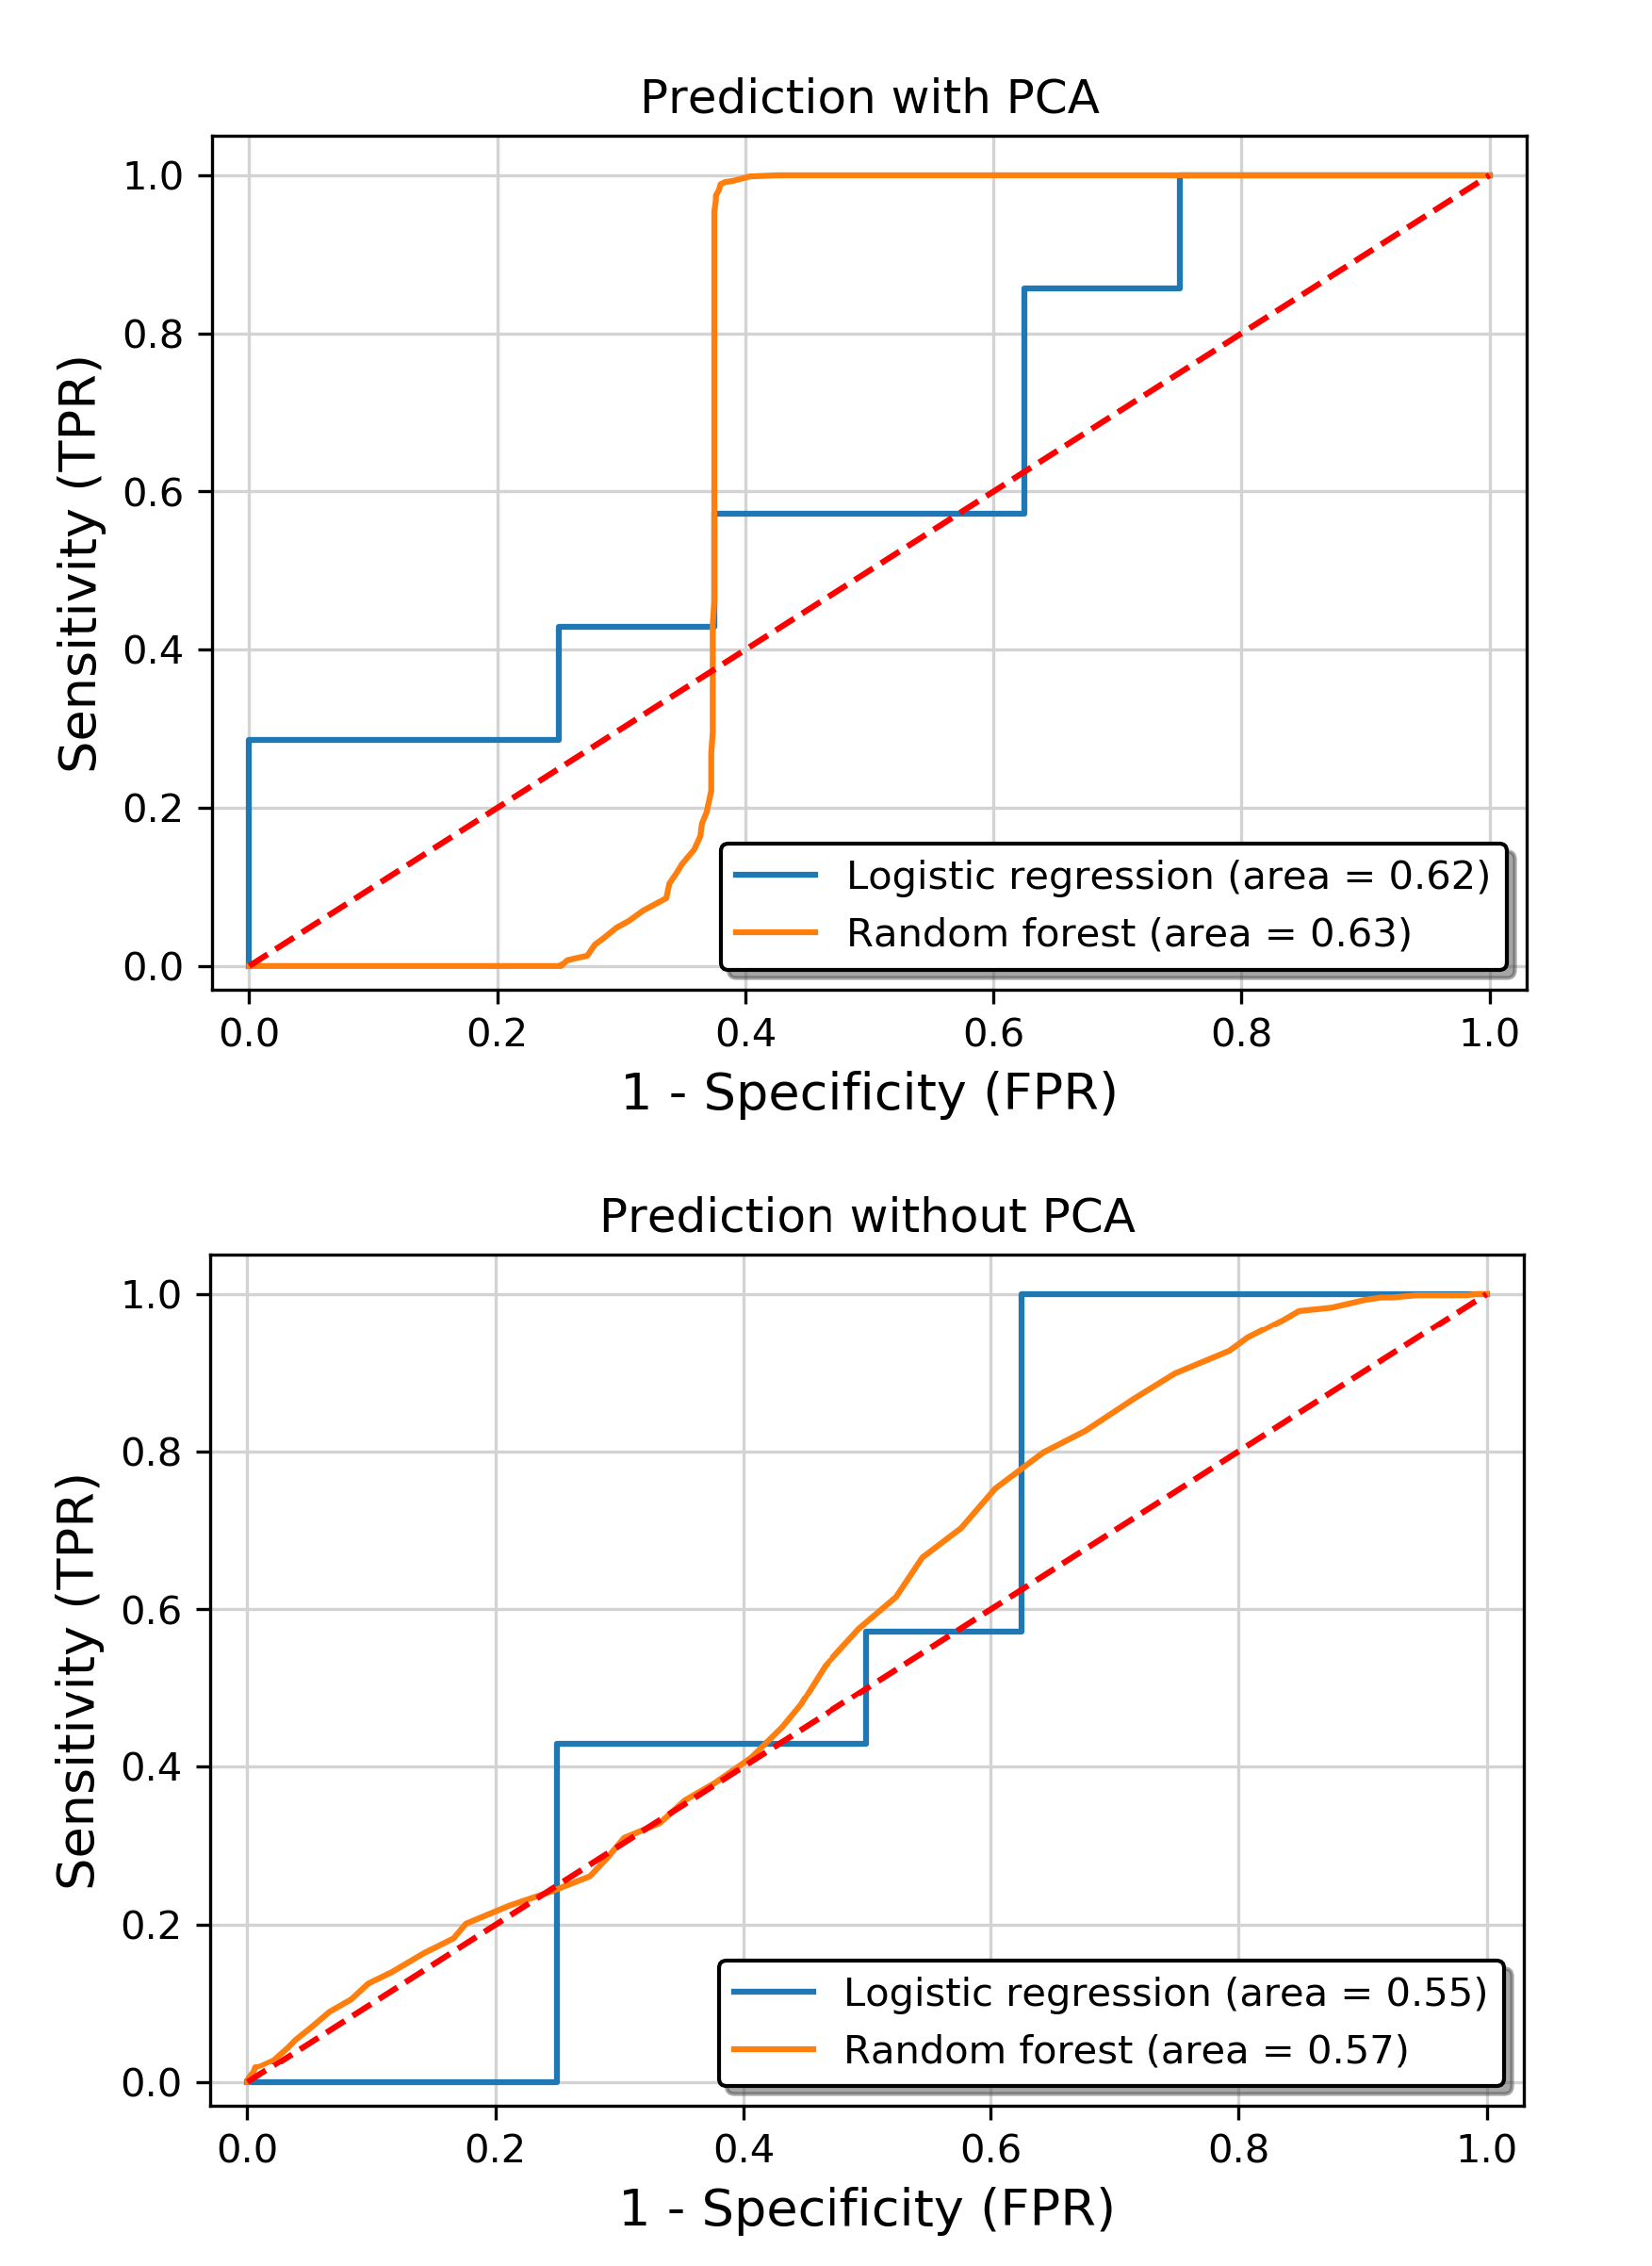 Prediction with PCA
1.0
0.8
0.6
0.4
0.2
0.0
Sensitivity (TPR)
Logistic regression (area = 0.62)
Random forest (area = 0.63)
0.0 0.2 0.4 0.6 0.8 1.0
1 - Specificity (FPR)
Prediction without PCA
1.0
0.8
0.6
0.4
0.2
0.0
Sensitivity (TPR)
Logistic regression (area = 0.55)
Random forest (area = 0.57)
0.0 0.2 0.4 0.6 0.8 1.0
1 - Specificity (FPR)